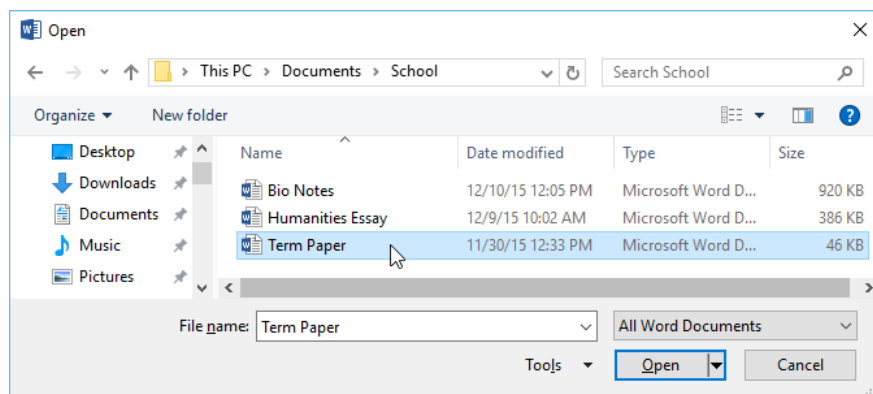 Open
This PC > Documents > School
Search School
Organize
New folder
Name Date modified Type Size
Desktop
Downloads
Documents
Music
Pictures
Bio Notes 12/10/15 12:05 PM Microsoft Word D... 920 KB
Humanities Essay 12/9/15 10:02 AM Microsoft Word D... 386 KB
Term Paper 11/30/15 12:33 PM Microsoft Word D... 46 KB
File name: Term Paper
All Word Documents
Tools
Open
Cancel